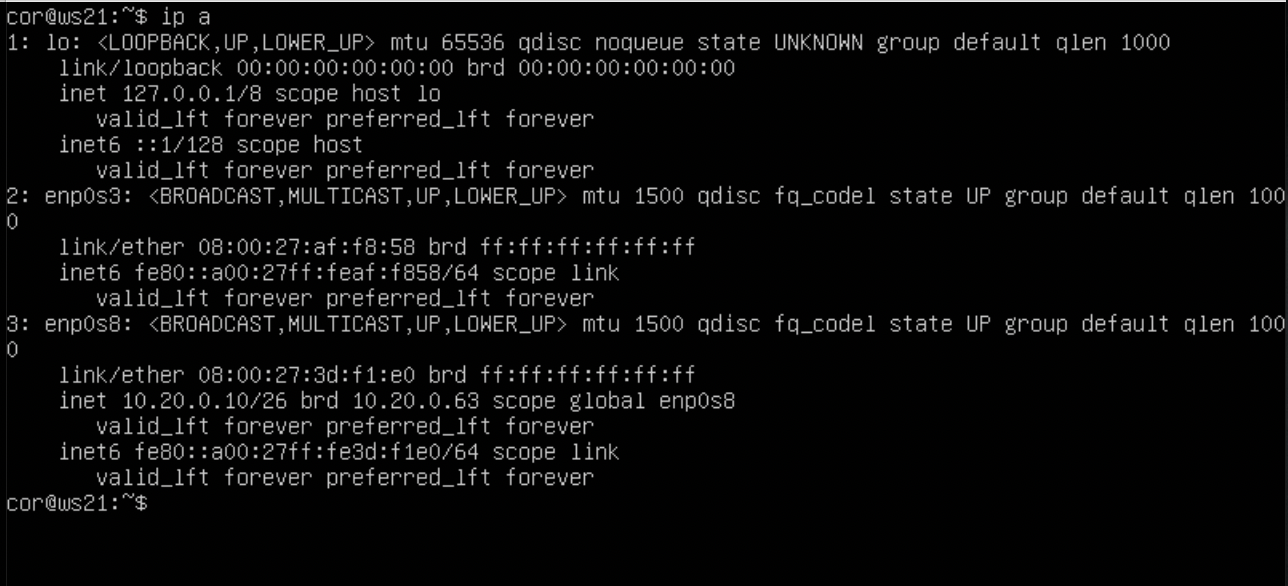 cor@ws21:~$ ip a
1: lo: <LOOPBACK,UP,LOWER_UP> mtu 65536 qdisc noqueue state UNKNOWN group default qlen 1000
    link/loopback 00:00:00:00:00:00 brd 00:00:00:00:00:00
    inet 127.0.0.1/8 scope host lo
       valid_lft forever preferred_lft forever
    inet6 ::1/128 scope host
       valid_lft forever preferred_lft forever
2: enp0s3: <BROADCAST,MULTICAST,UP,LOWER_UP> mtu 1500 qdisc fq_codel state UP group default qlen 100
0
    link/ether 08:00:27:af:f8:58 brd ff:ff:ff:ff:ff:ff
    inet6 fe80::a00:27ff:feaf:f858/64 scope link
       valid_lft forever preferred_lft forever
3: enp0s8: <BROADCAST,MULTICAST,UP,LOWER_UP> mtu 1500 qdisc fq_codel state UP group default qlen 100
0
    link/ether 08:00:27:3d:f1:e0 brd ff:ff:ff:ff:ff:ff
    inet 10.20.0.10/26 brd 10.20.0.63 scope global enp0s8
       valid_lft forever preferred_lft forever
    inet6 fe80::a00:27ff:fe3d:f1e0/64 scope link
       valid_lft forever preferred_lft forever
cor@ws21:~$